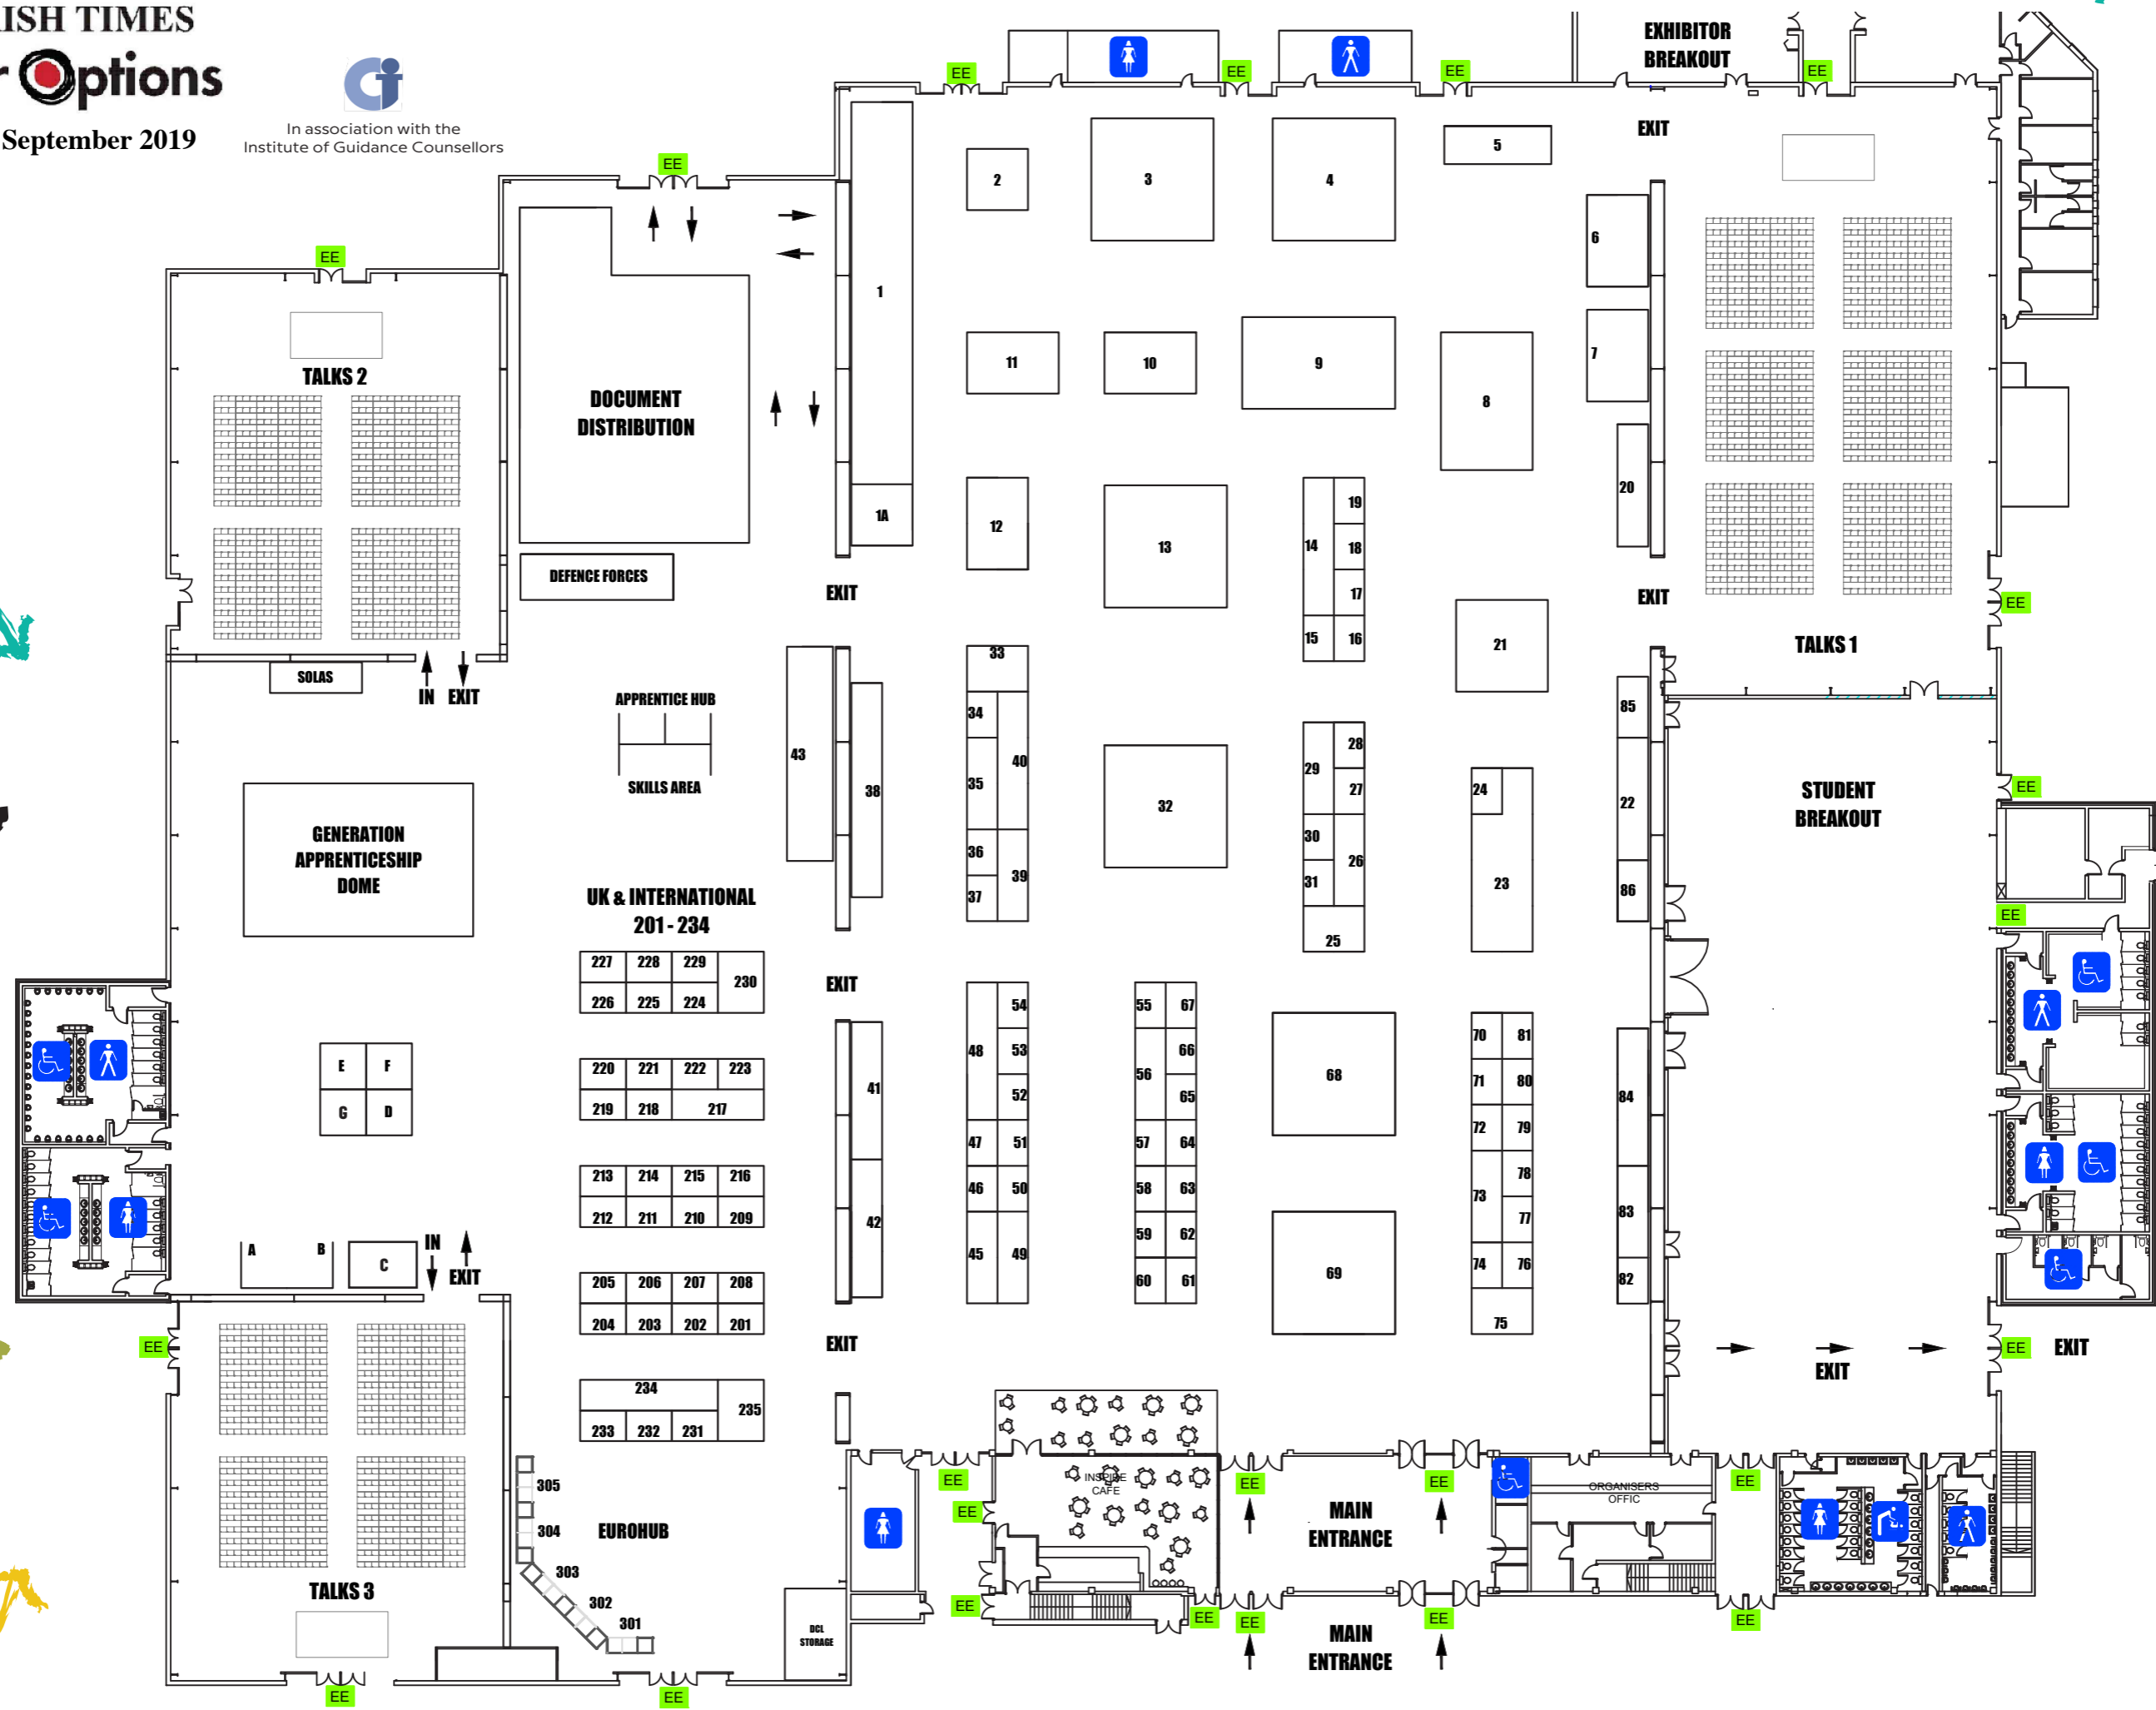 ISH TIMES
r Options
September 2019
In association with the
Institute of Guidance Counsellors
EXHIBITOR
BREAKOUT
EE
EE
EE
EE
EE
EE
EXIT
1
2
3
4
5
6
7
8
9
10
11
1A
12
13
14
19
18
17
15
16
20
21
TALKS 2
DOCUMENT
DISTRIBUTION
DEFENCE FORCES
EXIT
EXIT
TALKS 1
EE
SOLAS
IN EXIT
APPRENTICE HUB
SKILLS AREA
GENERATION
APPRENTICESHIP
DOME
43
38
33
34
40
35
36
39
37
32
28
29
27
30
26
31
25
24
23
85
22
86
STUDENT
BREAKOUT
EE
EE
UK & INTERNATIONAL
201 - 234
227 228 229
230
226 225 224
220 221 222 223
219 218 217
213 214 215 216
212 211 210 209
205 206 207 208
204 203 202 201
234
235
233 232 231
EXIT
41
42
54
48
53
52
47 51
46 50
45 49
55 67
66
56
65
57 64
58 63
59 62
60 61
68
69
70 81
71 80
72 79
78
73
77
74 76
75
84
83
82
E F
G D
A B
C
IN
EXIT
EE
EXIT
EXIT
EE
EXIT
305
304
303
302
301
EUROHUB
TALKS 3
DCL
STORAGE
EE
EE
EE
EE
EE
INSPIRE
CAFE
EE
EE
EE
EE
EE
MAIN
ENTRANCE
MAIN
ENTRANCE
ORGANISERS
OFFIC
EE
EE